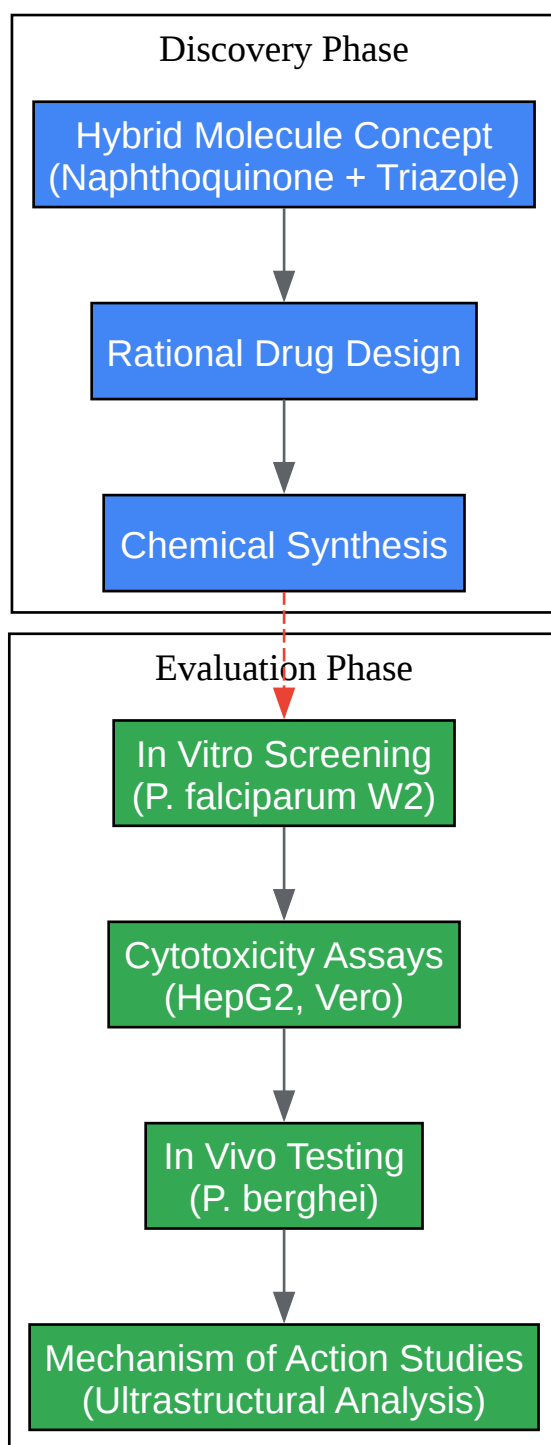 Discovery Phase
Hybrid Molecule Concept
(Naphthoquinone + Triazole)
Rational Drug Design
Chemical Synthesis
Evaluation Phase
In Vitro Screening
(P. falciparum W2)
Cytotoxicity Assays
(HepG2, Vero)
In Vivo Testing
(P. berghei)
Mechanism of Action Studies
(Ultrastructural Analysis)